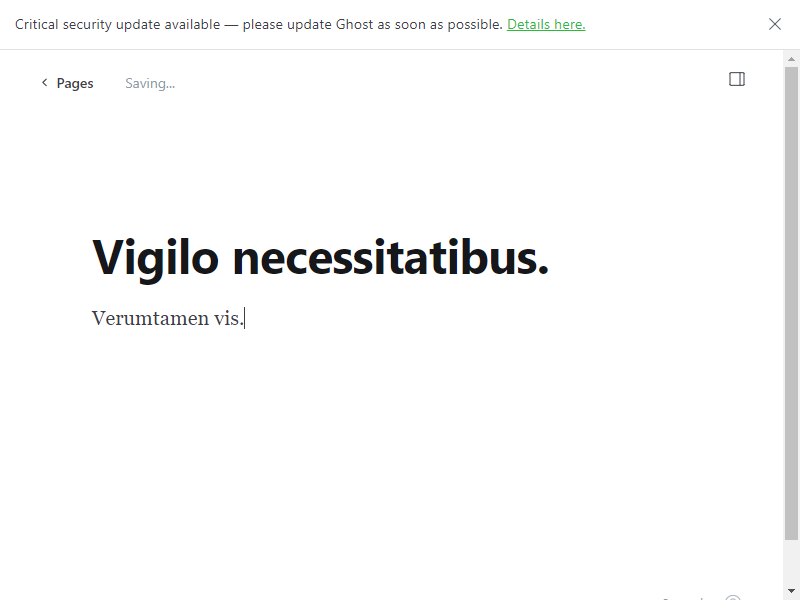 Critical security update available — please update Ghost as soon as possible. Details here.
Pages
Saving...
Vigilo necessitatibus.
Verumtamen vis.